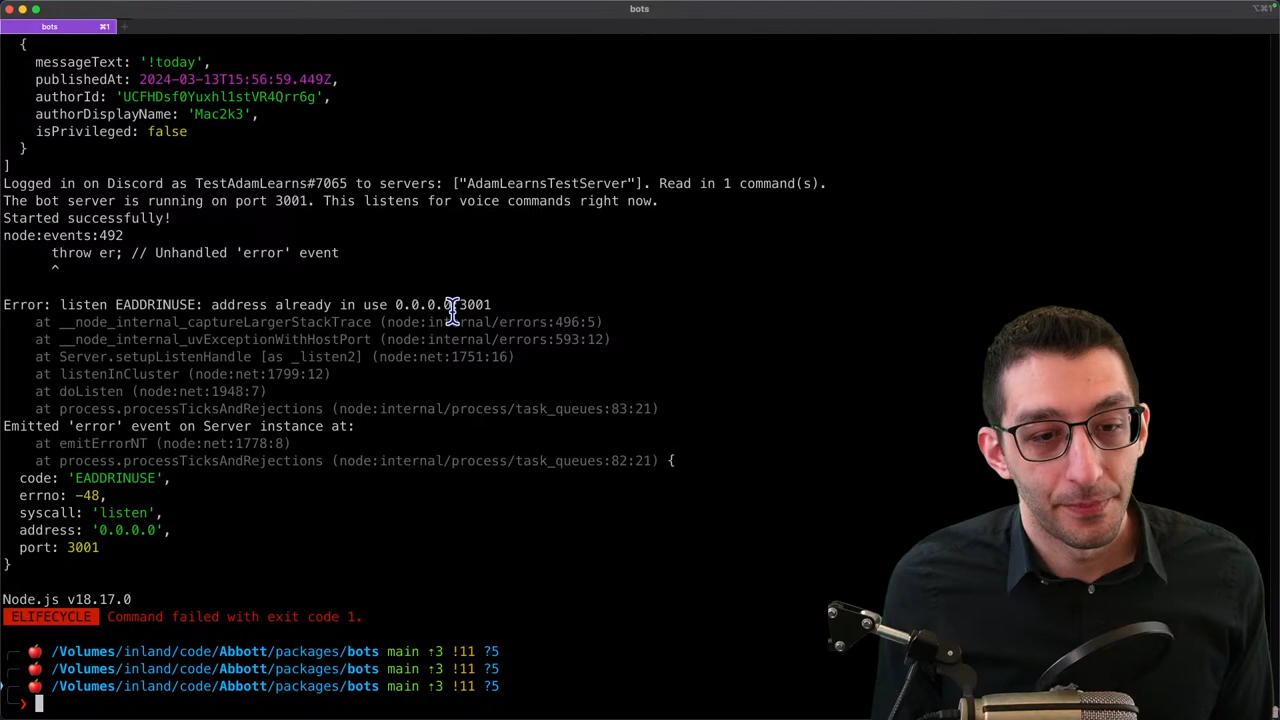 bots
⌥⌘1
bots ⌘1 +
{
messageText: '!today',
publishedAt: 2024-03-13T15:56:59.449Z,
authorId: 'UCFHDsf0Yuxhl1stVR4Qrr6g',
authorDisplayName: 'Mac2k3',
isPrivileged: false
}
]
Logged in on Discord as TestAdamLearns#7065 to servers: ["AdamLearnsTestServer"]. Read in 1 command(s).
The bot server is running on port 3001. This listens for voice commands right now.
Started successfully!
node:events:492
throw er; // Unhandled 'error' event
^
Error: listen EADDRINUSE: address already in use 0.0.0.0:3001
at __node_internal_captureLargerStackTrace (node:internal/errors:496:5)
at __node_internal_uvExceptionWithHostPort (node:internal/errors:593:12)
at Server.setupListenHandle [as _listen2] (node:net:1751:16)
at listenInCluster (node:net:1799:12)
at doListen (node:net:1948:7)
at process.processTicksAndRejections (node:internal/process/task_queues:83:21)
Emitted 'error' event on Server instance at:
at emitErrorNT (node:net:1778:8)
at process.processTicksAndRejections (node:internal/process/task_queues:82:21) {
code: 'EADDRINUSE',
errno: -48,
syscall: 'listen',
address: '0.0.0.0',
port: 3001
}
Node.js v18.17.0
ELIFECYCLE Command failed with exit code 1.
/Volumes/inland/code/Abbott/packages/bots main ⇡3 !11 ?5
/Volumes/inland/code/Abbott/packages/bots main ⇡3 !11 ?5
/Volumes/inland/code/Abbott/packages/bots main ⇡3 !11 ?5
❯